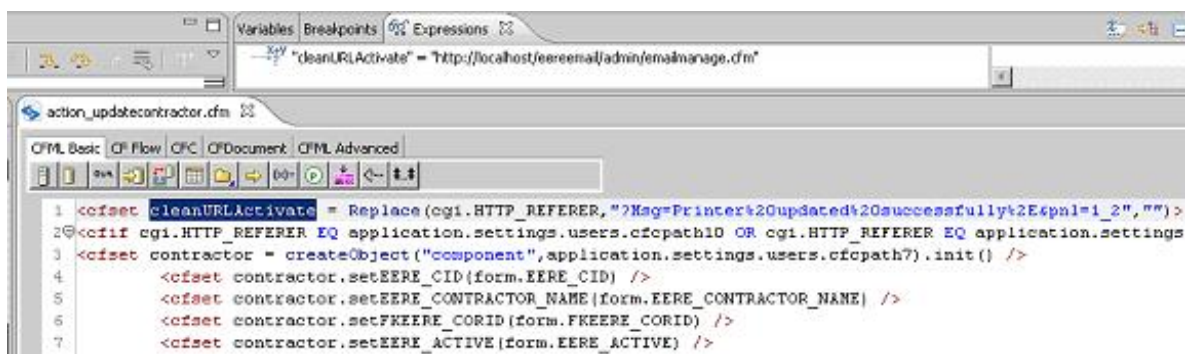 Variables Breakpoints Expressions
"cleanURLActivate" = "http://localhost/eereemail/admin/emailmanage.cfm"
action_updatecontractor.cfm
CFML Basic CF Flow CFC CFDocument CFML Advanced
1 <cfset cleanURLActivate = Replace(cgi.HTTP_REFERER,"?Msg=Printer%20updated%20successfully%2E&pnl=1_2","")>
2 <cfif cgi.HTTP_REFERER EQ application.settings.users.cfcpath10 OR cgi.HTTP_REFERER EQ application.settings
3 <cfset contractor = createObject("component",application.settings.users.cfcpath7).init() />
4 <cfset contractor.setEERE_CID(form.EERE_CID) />
5 <cfset contractor.setEERE_CONTRACTOR_NAME(form.EERE_CONTRACTOR_NAME) />
6 <cfset contractor.setFKEERE_CORID(form.FKEERE_CORID) />
7 <cfset contractor.setEERE_ACTIVE(form.EERE_ACTIVE) />